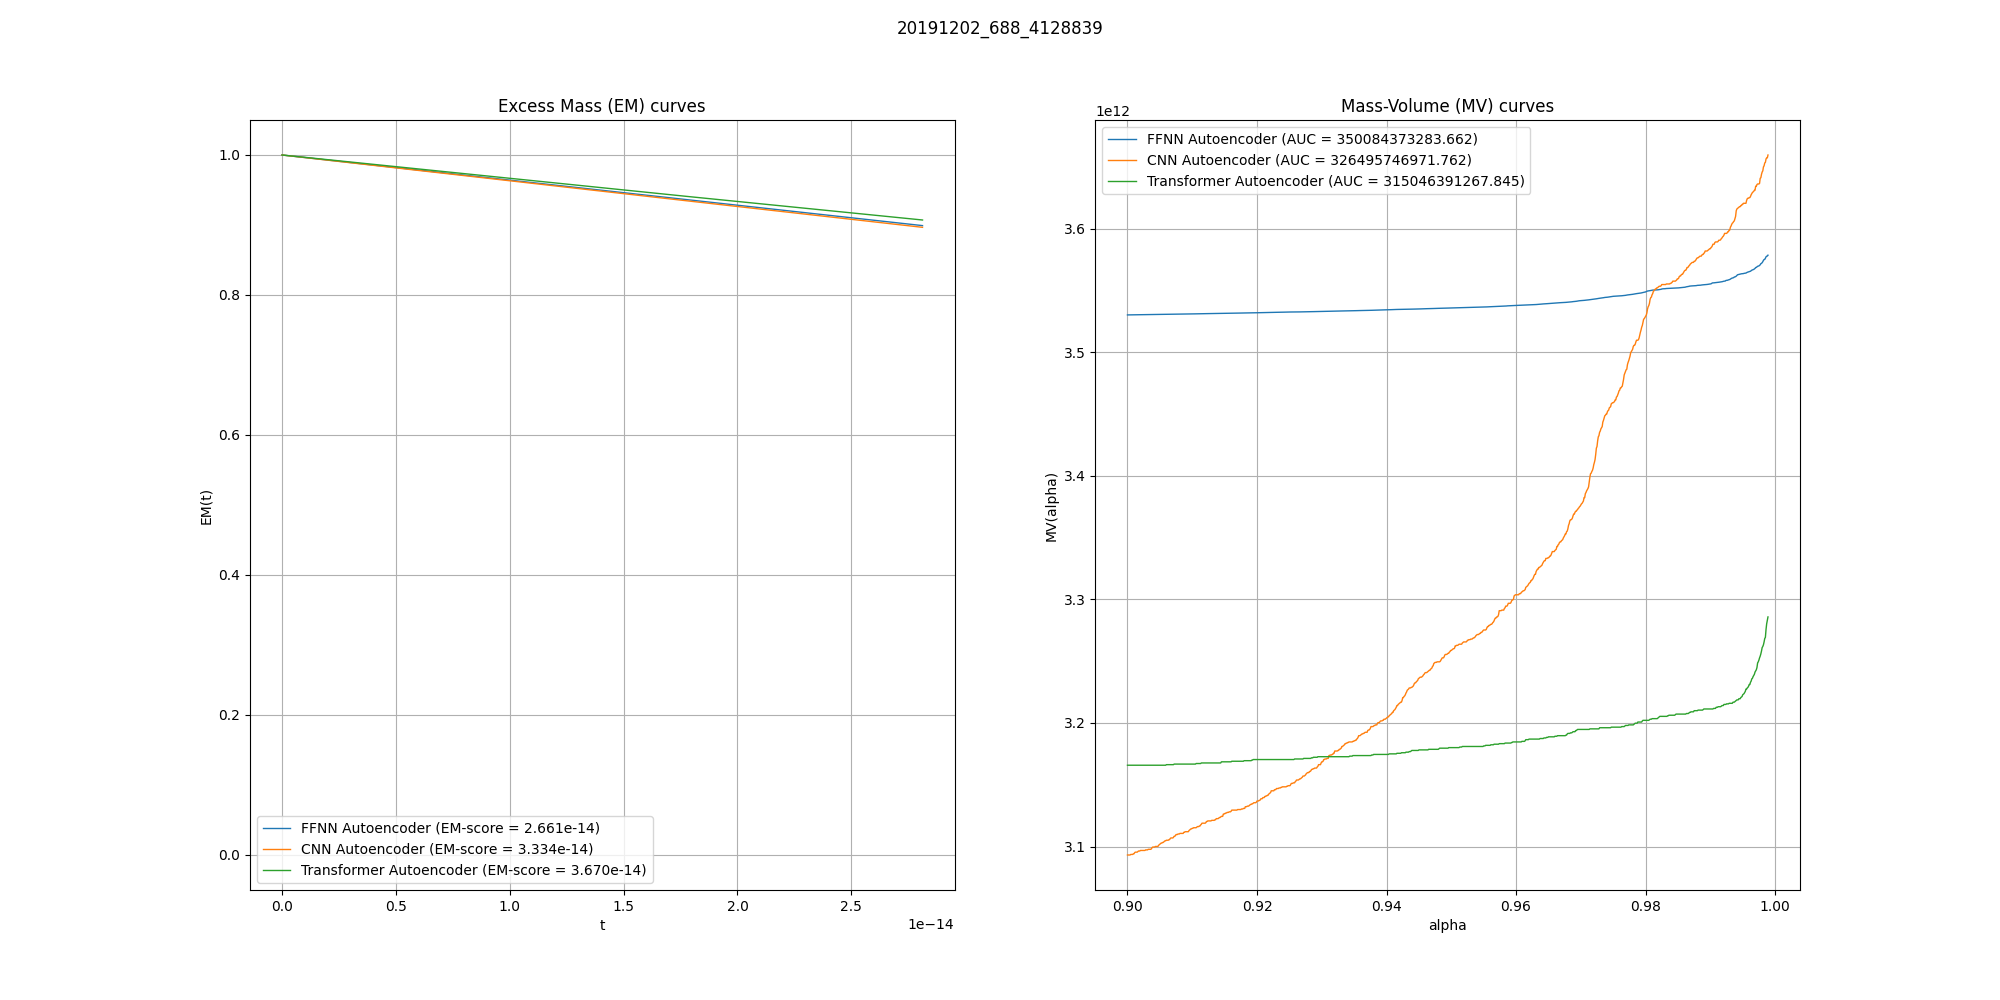 20191202_688_4128839
Excess Mass (EM) curves
EM(t)
1.0
0.8
0.6
0.4
0.2
0.0
FFNN Autoencoder (EM-score = 2.661e-14)
CNN Autoencoder (EM-score = 3.334e-14)
Transformer Autoencoder (EM-score = 3.670e-14)
0.0 0.5 1.0 1.5 2.0 2.5
t
1e−14
Mass-Volume (MV) curves
1e12
FFNN Autoencoder (AUC = 350084373283.662)
CNN Autoencoder (AUC = 326495746971.762)
Transformer Autoencoder (AUC = 315046391267.845)
MV(alpha)
3.6
3.5
3.4
3.3
3.2
3.1
0.90 0.92 0.94 0.96 0.98 1.00
alpha